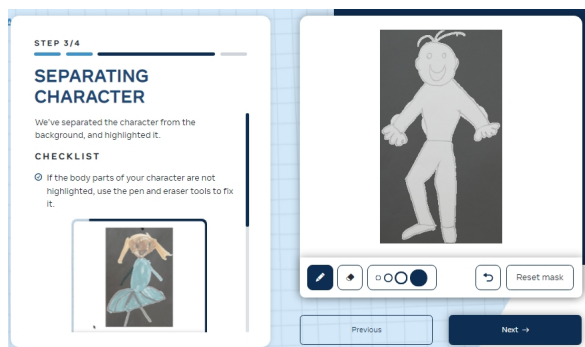 STEP 3/4
SEPARATING
CHARACTER
We've separated the character from the
background, and highlighted it.
CHECKLIST
If the body parts of your character are not
highlighted, use the pen and eraser tools to fix
it.
Reset mask
Previous
Next →